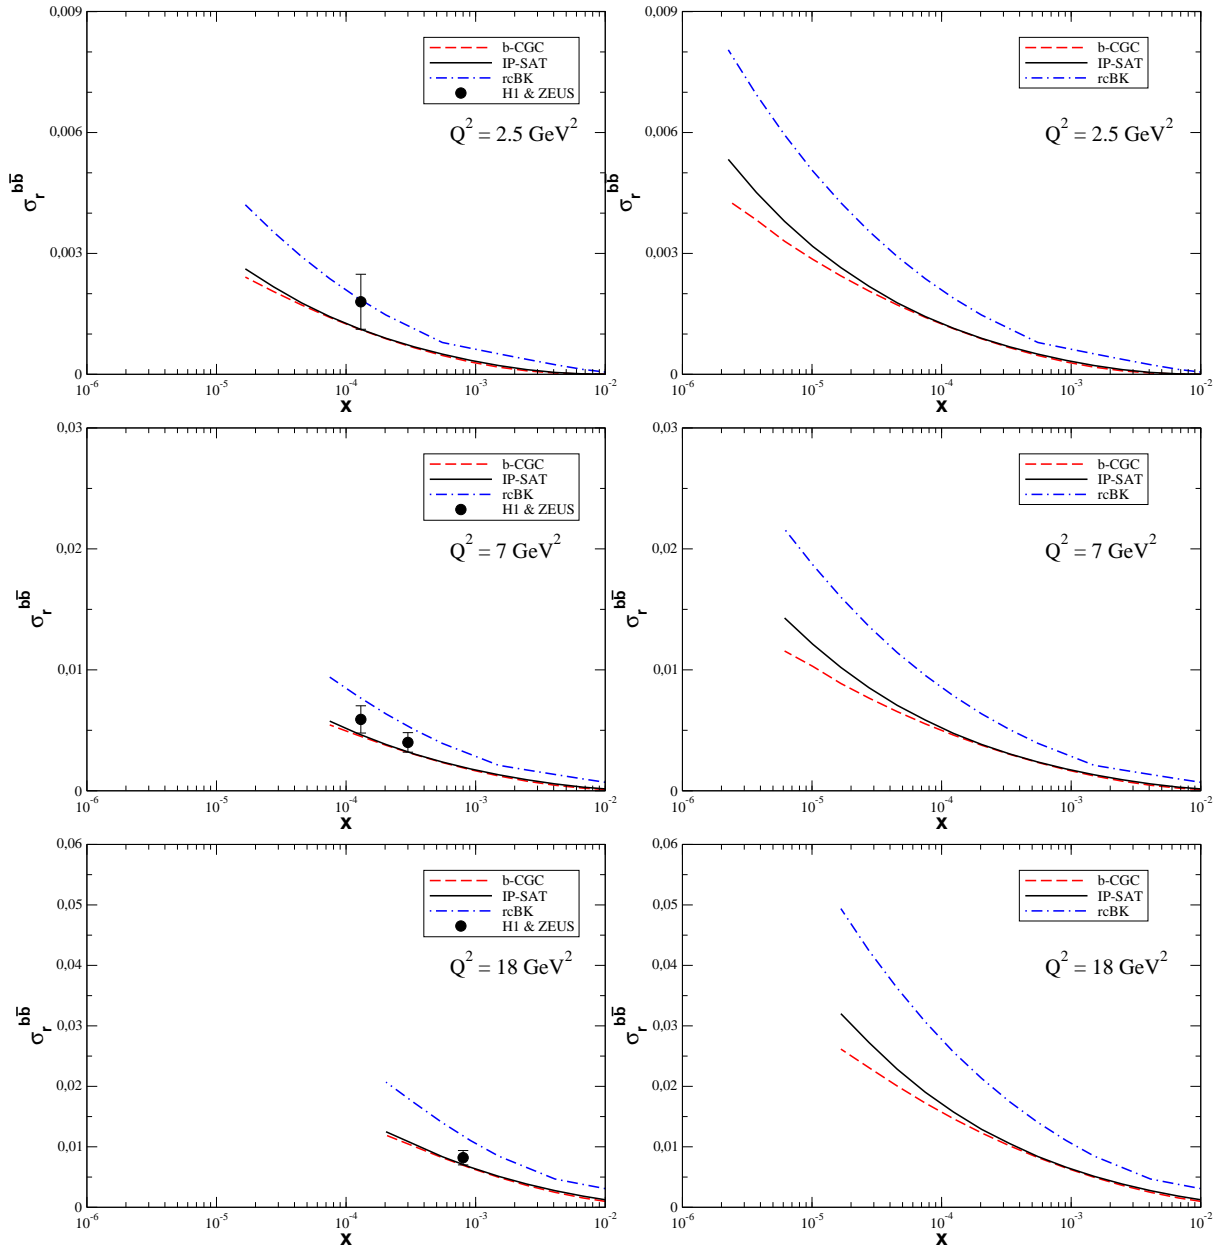 0,009
0,006
0,003
0
σ_r^{bb̄}
b-CGC
IP-SAT
rcBK
H1 & ZEUS
Q^2 = 2.5 GeV^2
10^-6
10^-5
10^-4
10^-3
10^-2
x
0,009
0,006
0,003
0
σ_r^{bb}
b-CGC
IP-SAT
rcBK
Q^2 = 2.5 GeV^2
10^-6
10^-5
10^-4
10^-3
10^-2
x
0,03
0,02
0,01
0
σ_r^{bb̄}
b-CGC
IP-SAT
rcBK
H1 & ZEUS
Q^2 = 7 GeV^2
10^-6
10^-5
10^-4
10^-3
10^-2
x
0,03
0,02
0,01
0
σ_r^{bb̄}
b-CGC
IP-SAT
rcBK
Q^2 = 7 GeV^2
10^-6
10^-5
10^-4
10^-3
10^-2
x
0,06
0,05
0,04
0,03
0,02
0,01
0
σ_r^{bb̄}
b-CGC
IP-SAT
rcBK
H1 & ZEUS
Q^2 = 18 GeV^2
10^-6
10^-5
10^-4
10^-3
10^-2
x
0,06
0,05
0,04
0,03
0,02
0,01
0
σ_r^{bb̄}
b-CGC
IP-SAT
rcBK
Q^2 = 18 GeV^2
10^-6
10^-5
10^-4
10^-3
10^-2
x